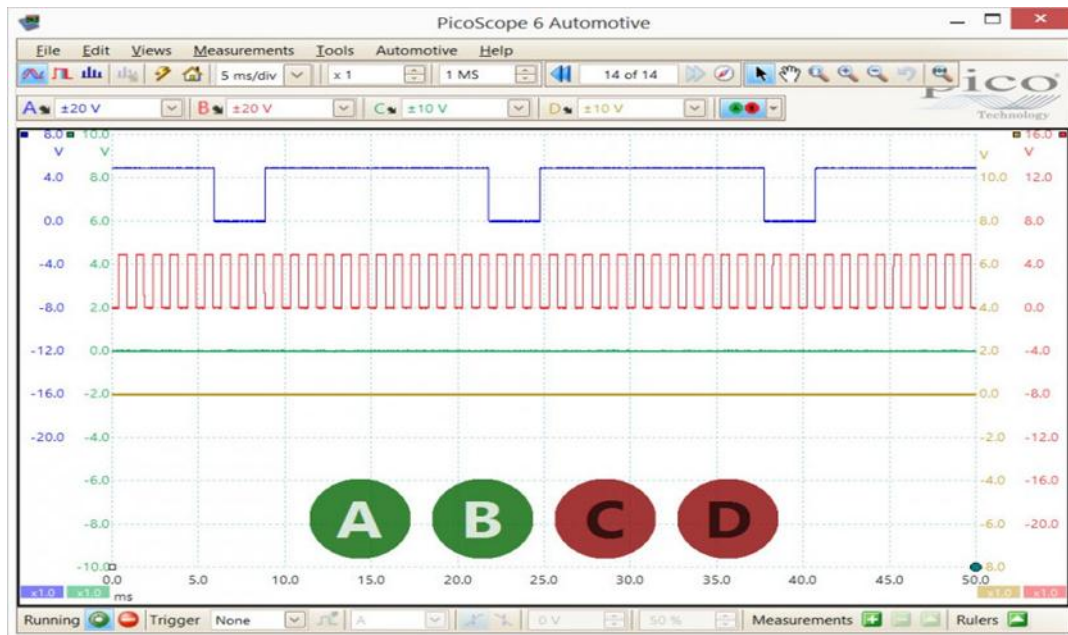 PicoScope 6 Automotive
File Edit Views Measurements Tools Automotive Help
5 ms/div x 1 1 MS 14 of 14
A ±20 V B ±20 V C ±10 V D ±10 V A B
pico
Technology
8.0 10.0 16.0
V V V V
4.0 8.0 10.0 12.0
0.0 6.0 8.0 8.0
-4.0 4.0 6.0 4.0
-8.0 2.0 4.0 0.0
-12.0 0.0 2.0 -4.0
-16.0 -2.0 0.0 -8.0
-20.0 -4.0 -2.0 -12.0
-6.0 -4.0 -16.0
A B C D
-8.0 -6.0 -20.0
-10.0 -8.0
0.0 5.0 10.0 15.0 20.0 25.0 30.0 35.0 40.0 45.0 50.0
x1.0 x1.0 ms x1.0 x1.0
Running Trigger None A 0 V 50 % Measurements Rulers